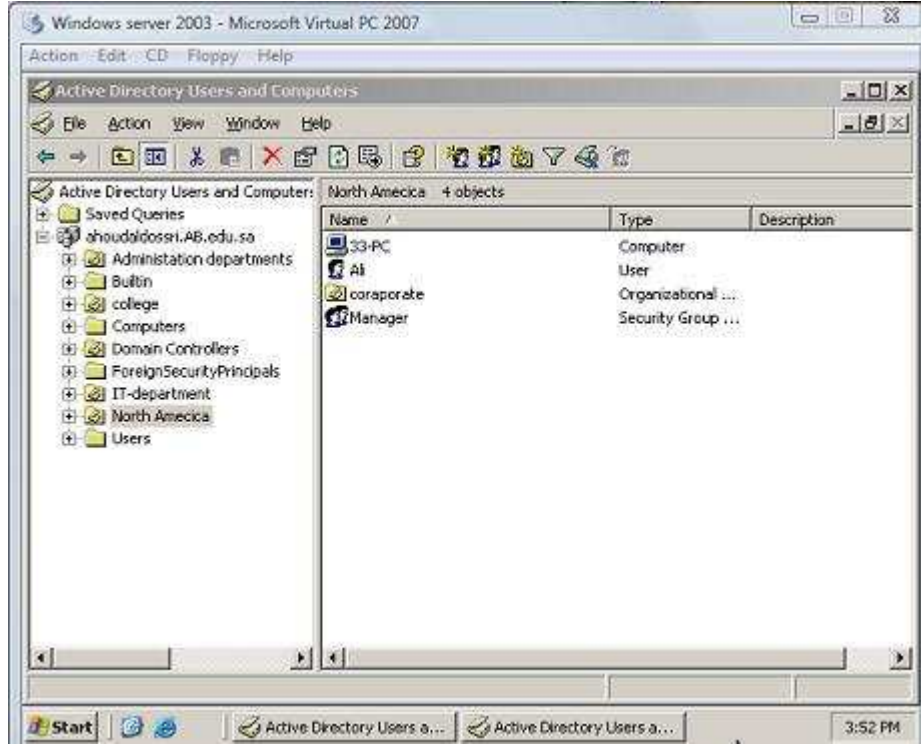 Windows server 2003 - Microsoft Virtual PC 2007
Action Edit CD Floppy Help
Active Directory Users and Computers
File Action View Window Help
Active Directory Users and Computer:
Saved Queries
ahoudaldossri.AB.edu.sa
Administation departments
Builtin
college
Computers
Domain Controllers
ForeignSecurityPrincipals
IT-department
North Amecica
Users
North Amecica 4 objects
Name Type Description
33-PC Computer
Ali User
coraporate Organizational ...
Manager Security Group ...
Start Active Directory Users a... Active Directory Users a... 3:52 PM